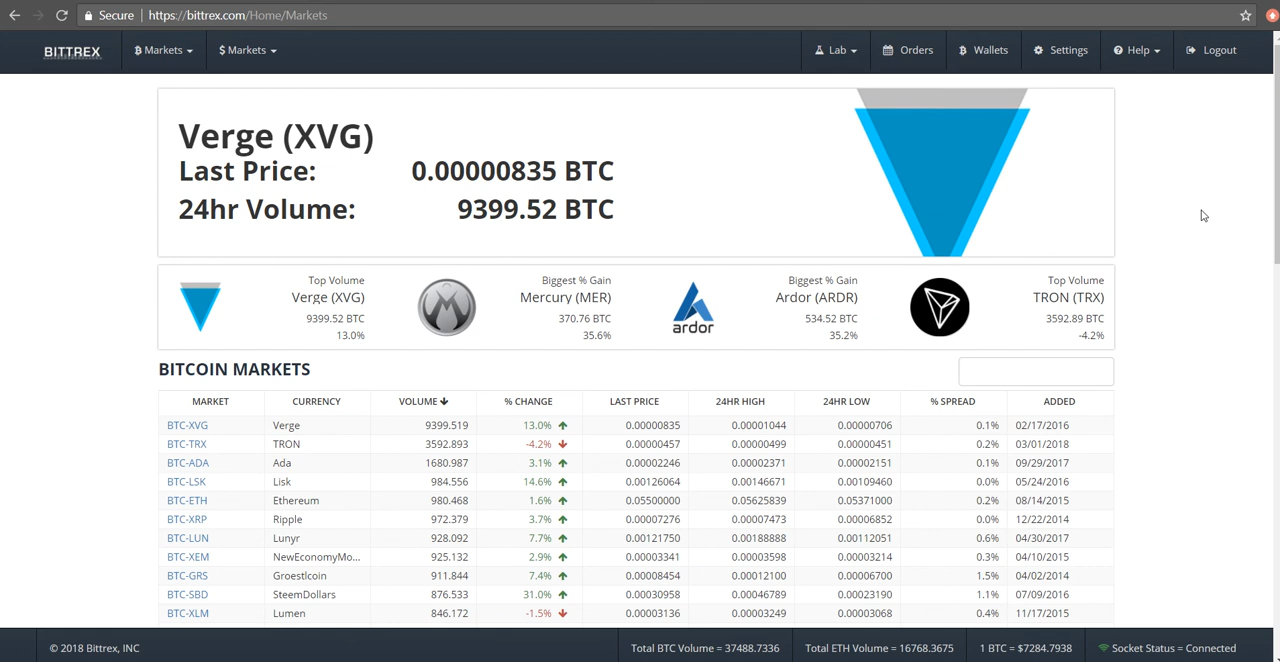 Secure https://bittrex.com/Home/Markets
BITTREX Markets $ Markets Lab Orders Wallets Settings Help Logout
Verge (XVG)
Last Price: 0.00000835 BTC
24hr Volume: 9399.52 BTC
Top Volume
Verge (XVG)
9399.52 BTC
13.0%
Biggest % Gain
Mercury (MER)
370.76 BTC
35.6%
ardor
Biggest % Gain
Ardor (ARDR)
534.52 BTC
35.2%
Top Volume
TRON (TRX)
3592.89 BTC
-4.2%
BITCOIN MARKETS
MARKET CURRENCY VOLUME % CHANGE LAST PRICE 24HR HIGH 24HR LOW % SPREAD ADDED
BTC-XVG Verge 9399.519 13.0% 0.00000835 0.00001044 0.00000706 0.1% 02/17/2016
BTC-TRX TRON 3592.893 -4.2% 0.00000457 0.00000499 0.00000451 0.2% 03/01/2018
BTC-ADA Ada 1680.987 3.1% 0.00002246 0.00002371 0.00002151 0.1% 09/29/2017
BTC-LSK Lisk 984.556 14.6% 0.00126064 0.00146671 0.00109460 0.0% 05/24/2016
BTC-ETH Ethereum 980.468 1.6% 0.05500000 0.05625839 0.05371000 0.2% 08/14/2015
BTC-XRP Ripple 972.379 3.7% 0.00007276 0.00007473 0.00006852 0.0% 12/22/2014
BTC-LUN Lunyr 928.092 7.7% 0.00121750 0.00188888 0.00112051 0.6% 04/30/2017
BTC-XEM NewEconomyMo... 925.132 2.9% 0.00003341 0.00003598 0.00003214 0.3% 04/10/2015
BTC-GRS Groestlcoin 911.844 7.4% 0.00008454 0.00012100 0.00006700 1.5% 04/02/2014
BTC-SBD SteemDollars 876.533 31.0% 0.00030958 0.00046789 0.00023190 1.1% 07/09/2016
BTC-XLM Lumen 846.172 -1.5% 0.00003136 0.00003249 0.00003068 0.4% 11/17/2015
© 2018 Bittrex, INC Total BTC Volume = 37488.7336 Total ETH Volume = 16768.3675 1 BTC = $7284.7938 Socket Status = Connected